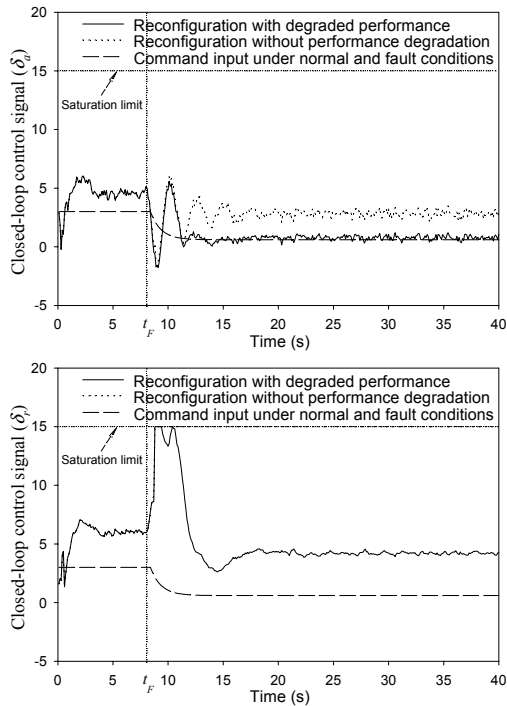 Reconfiguration with degraded performance
Reconfiguration without performance degradation
Command input under normal and fault conditions
Saturation limit
Closed-loop control signal (δa)
20
15
10
5
0
-5
0 5 tF 10 15 20 25 30 35 40
Time (s)
Reconfiguration with degraded performance
Reconfiguration without performance degradation
Command input under normal and fault conditions
Saturation limit
Closed-loop control signal (δr)
20
15
10
5
0
-5
0 5 tF 10 15 20 25 30 35 40
Time (s)